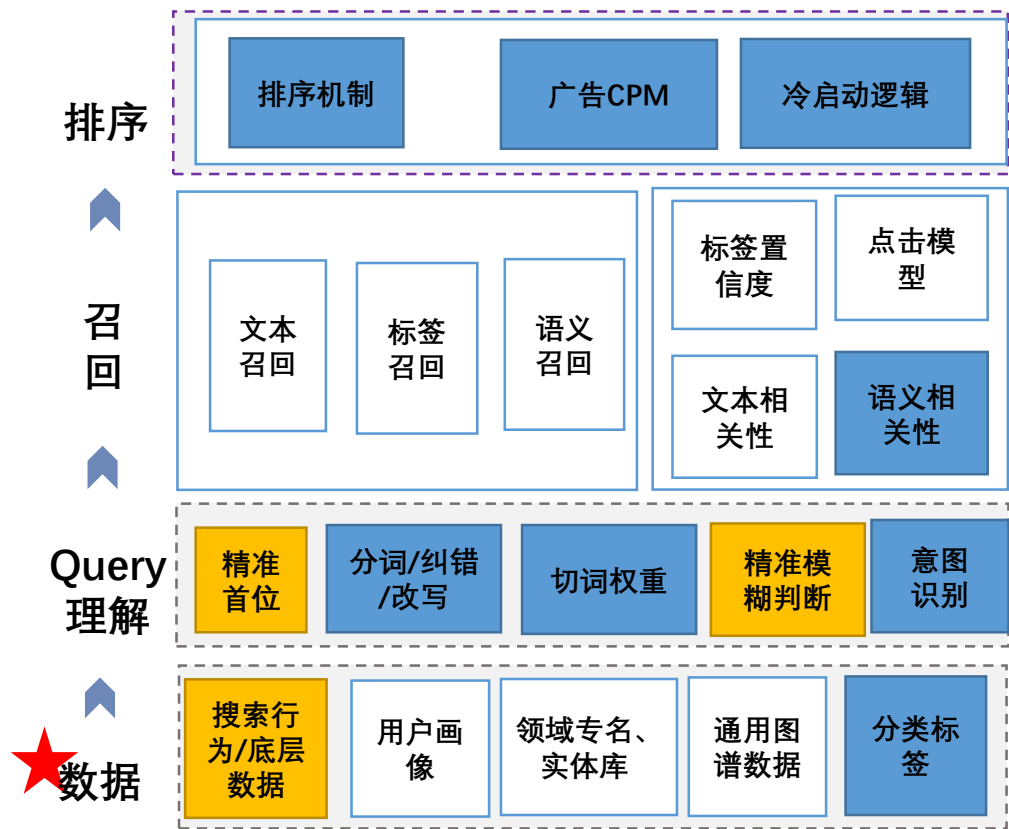 排序机制
广告CPM
冷启动逻辑
排序
标签置
信度
点击模
型
文本
召回
标签
召回
语义
召回
召
回
文本相
关性
语义相
关性
Query
理解
精准
首位
分词/纠错
/改写
切词权重
精准模
糊判断
意图
识别
搜索行
为/底层
数据
用户画
像
领域专名、
实体库
通用图
谱数据
分类标
签
数据